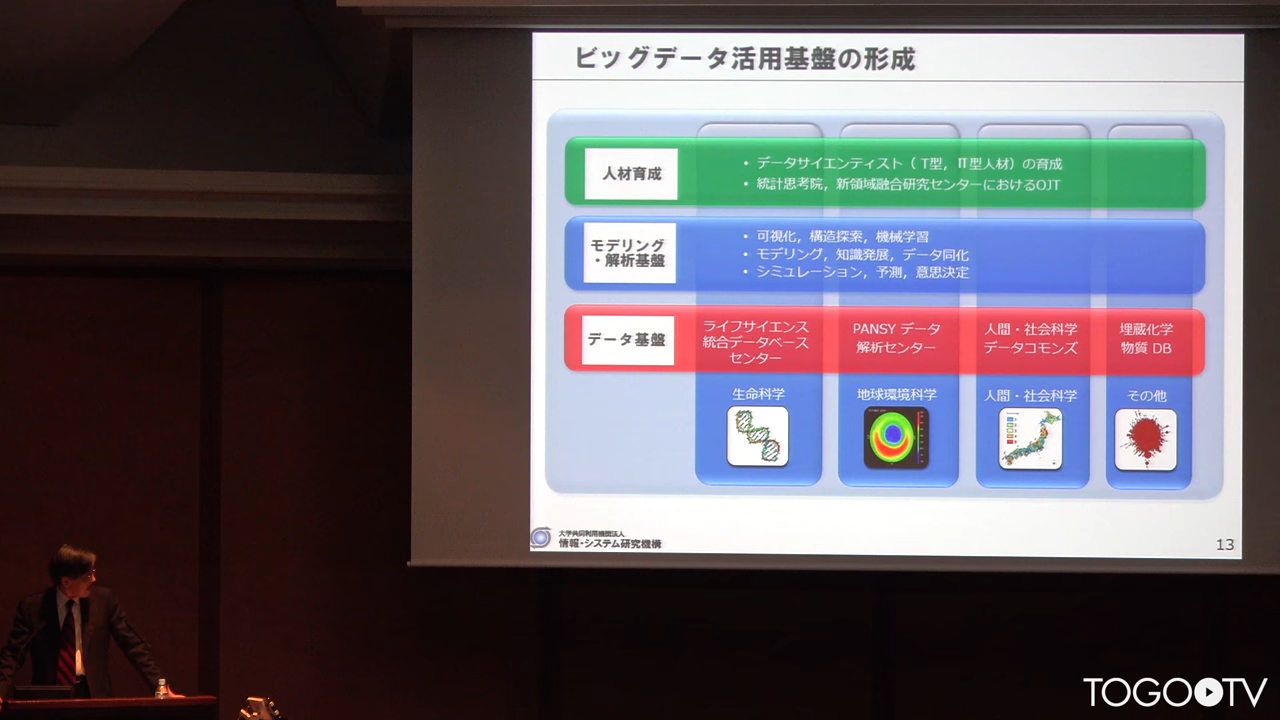 ビッグデータ活用基盤の形成
人材育成
• データサイエンティスト（T型，Π型人材）の育成
• 統計思考院，新領域融合研究センターにおけるOJT
モデリング
・解析基盤
• 可視化，構造探索，機械学習
• モデリング，知識発展，データ同化
• シミュレーション，予測，意思決定
データ基盤
ライフサイエンス
統合データベース
センター
PANSY データ
解析センター
人間・社会科学
データコモンズ
埋蔵化学
物質 DB
生命科学
地球環境科学
人間・社会科学
その他
大学共同利用機関法人
情報・システム研究機構
13
TOGO TV